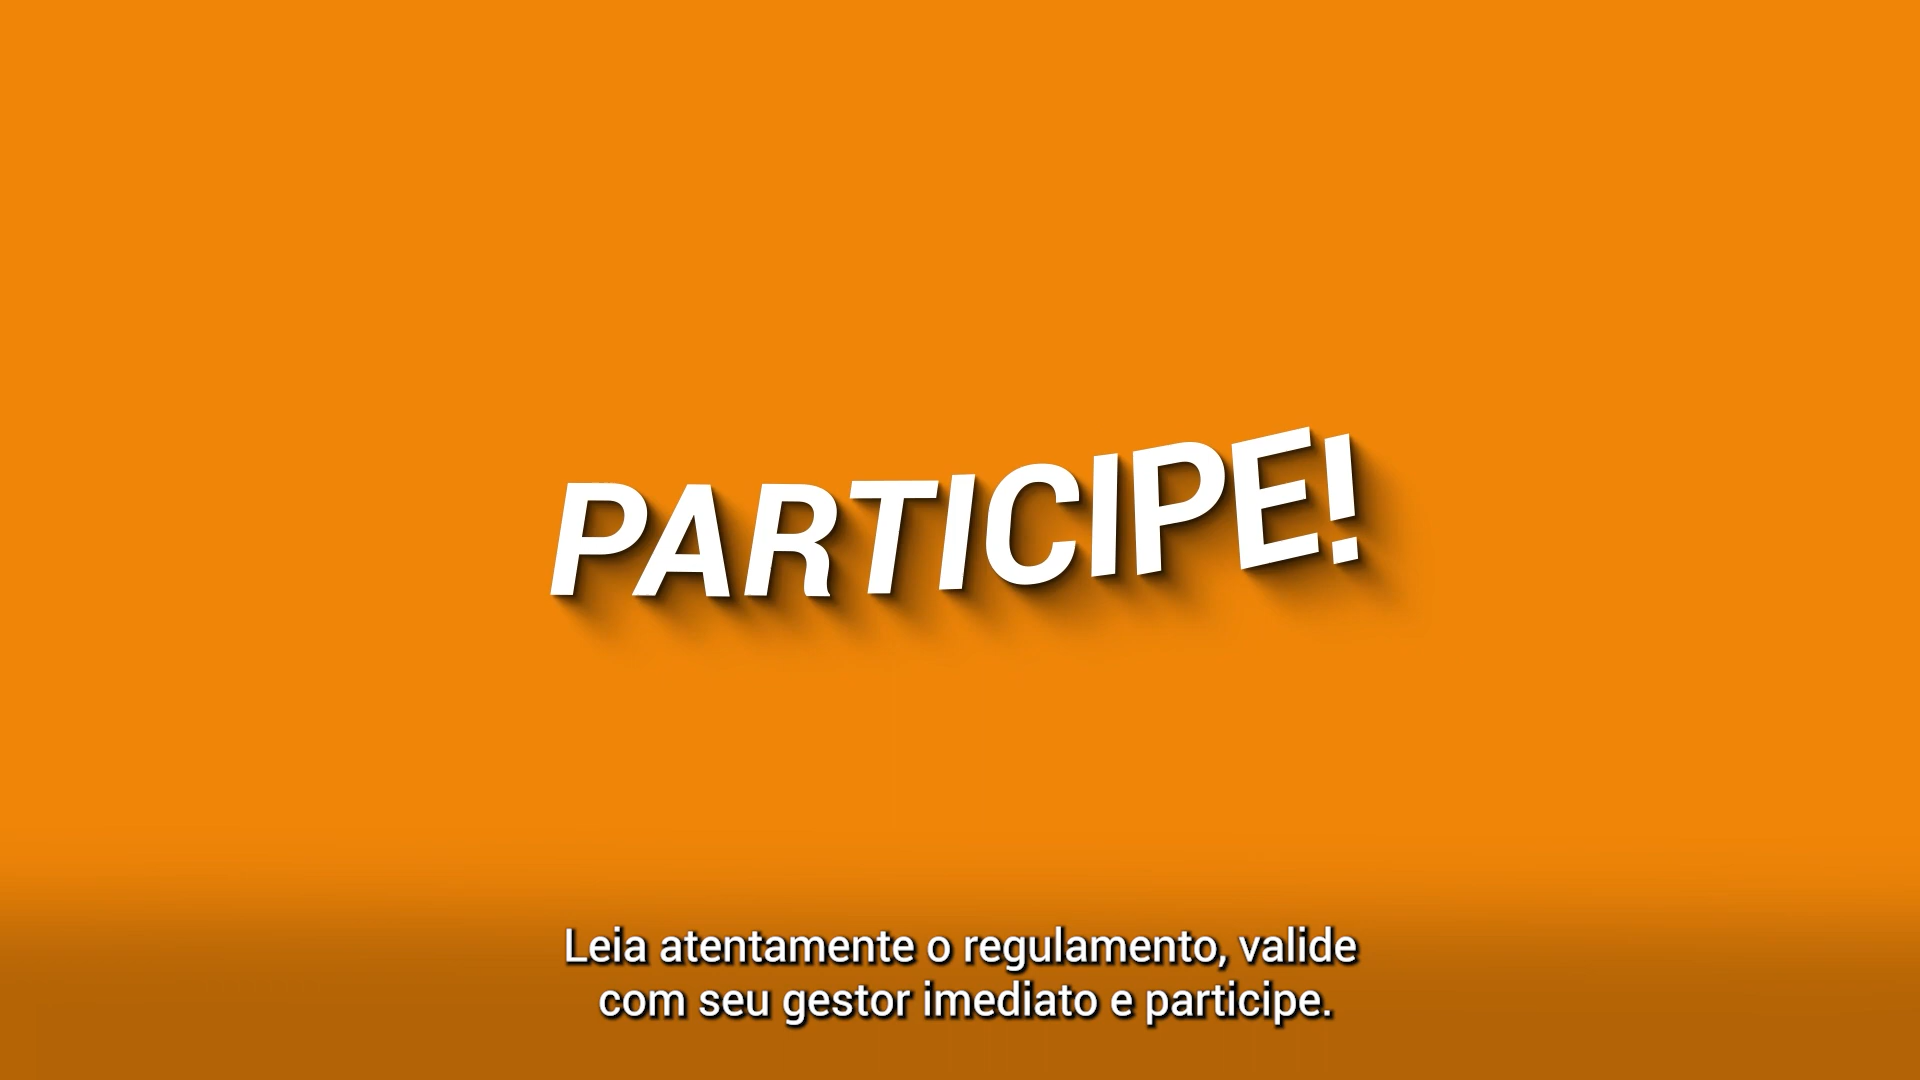 PARTICIPE!
Leia atentamente o regulamento, valide
com seu gestor imediato e participe.